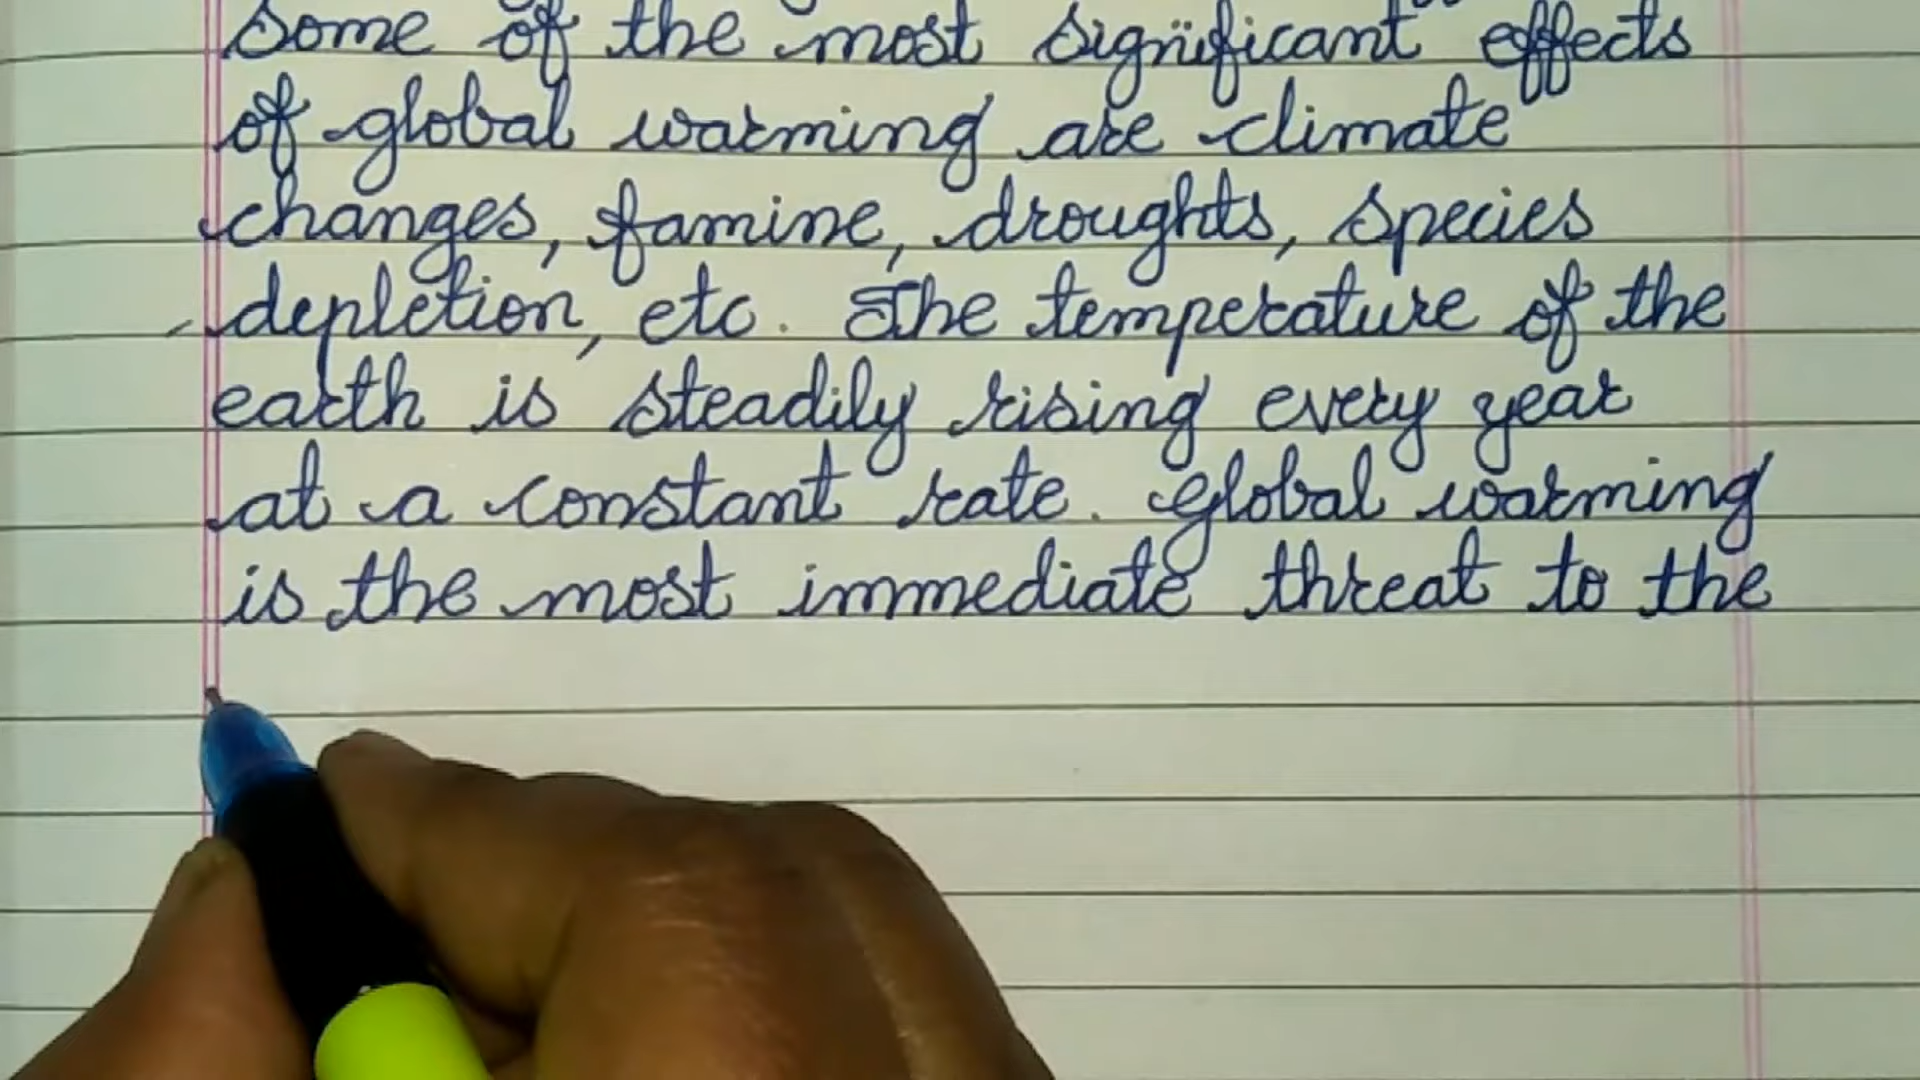 Some of the most significant effects
of global warming are climate
changes, famine, droughts, species
depletion, etc. The temperature of the
earth is steadily rising every year
at a constant rate. Global warming
is the most immediate threat to the